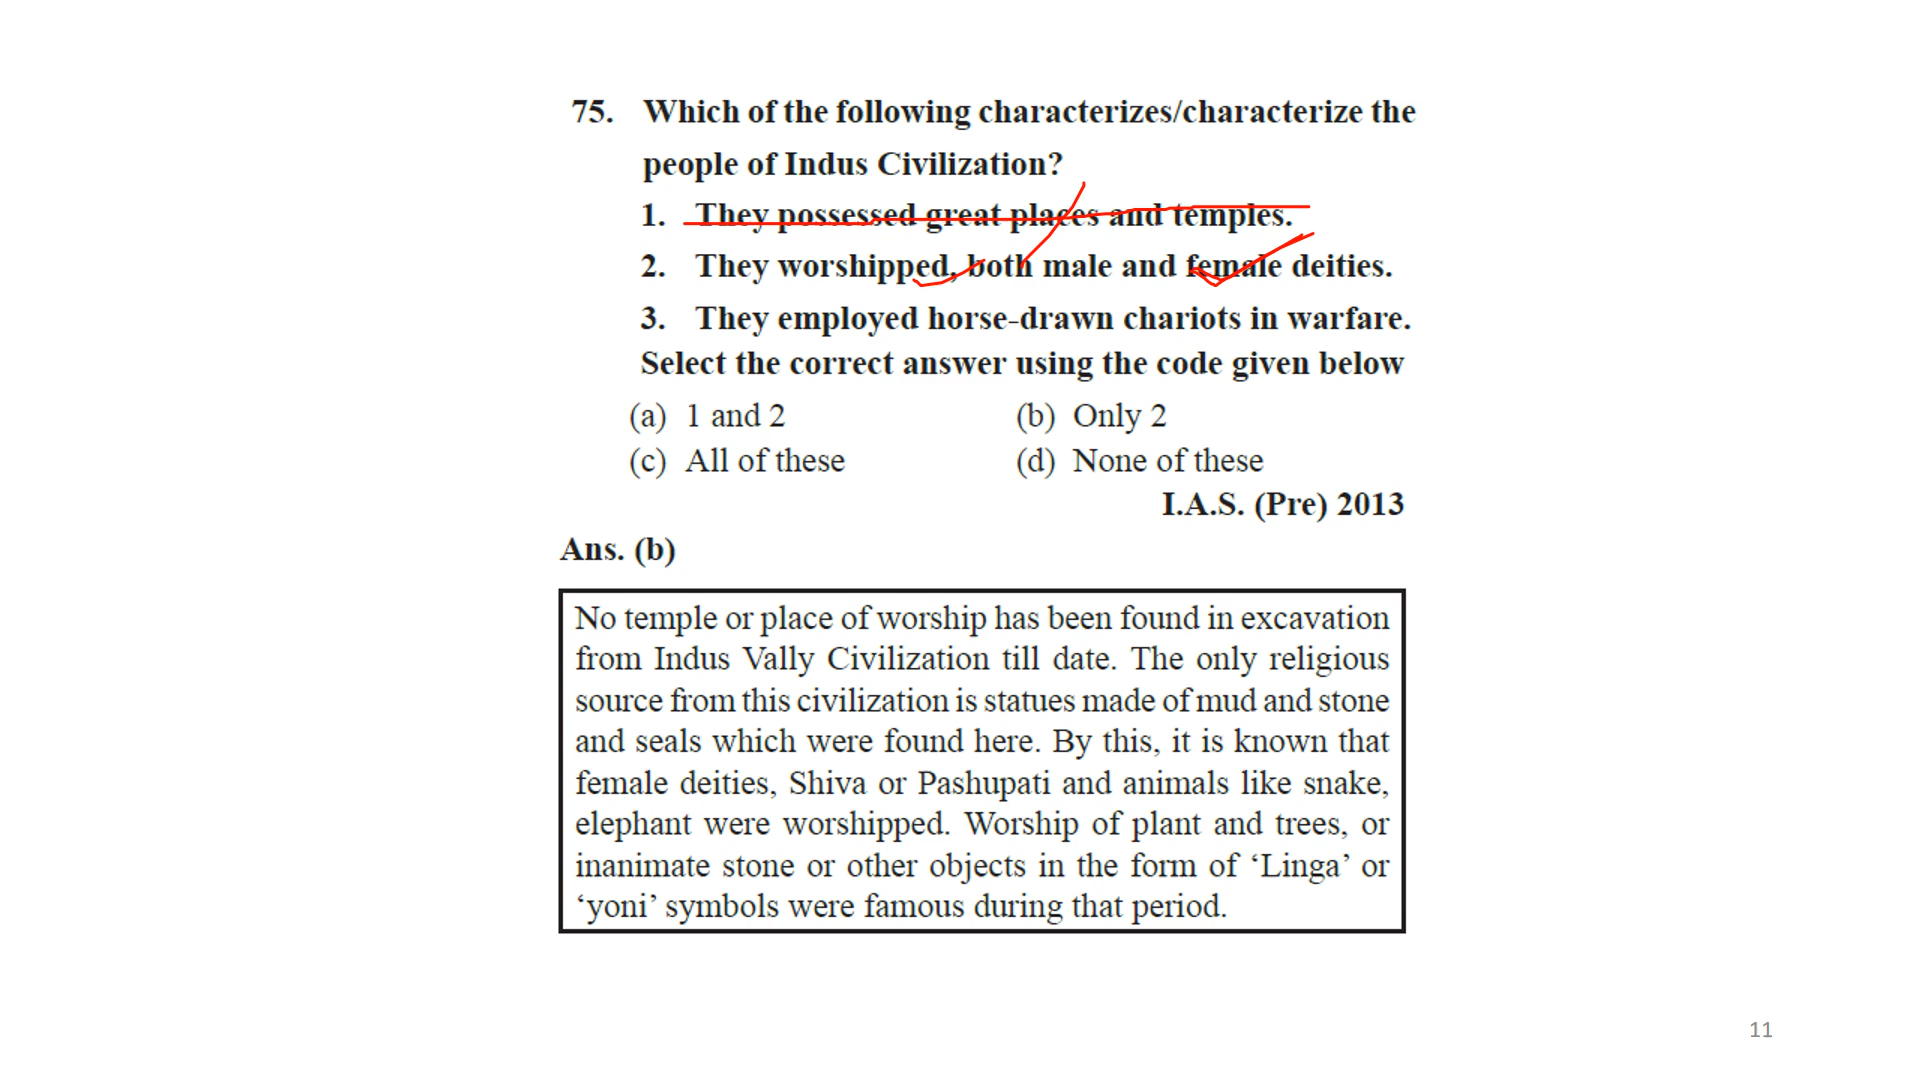 75. Which of the following characterizes/characterize the
people of Indus Civilization?
1. They possessed great places and temples.
2. They worshipped, both male and female deities.
3. They employed horse-drawn chariots in warfare.
Select the correct answer using the code given below
(a) 1 and 2 (b) Only 2
(c) All of these (d) None of these
I.A.S. (Pre) 2013
Ans. (b)
No temple or place of worship has been found in excavation
from Indus Vally Civilization till date. The only religious
source from this civilization is statues made of mud and stone
and seals which were found here. By this, it is known that
female deities, Shiva or Pashupati and animals like snake,
elephant were worshipped. Worship of plant and trees, or
inanimate stone or other objects in the form of ‘Linga’ or
‘yoni’ symbols were famous during that period.
11